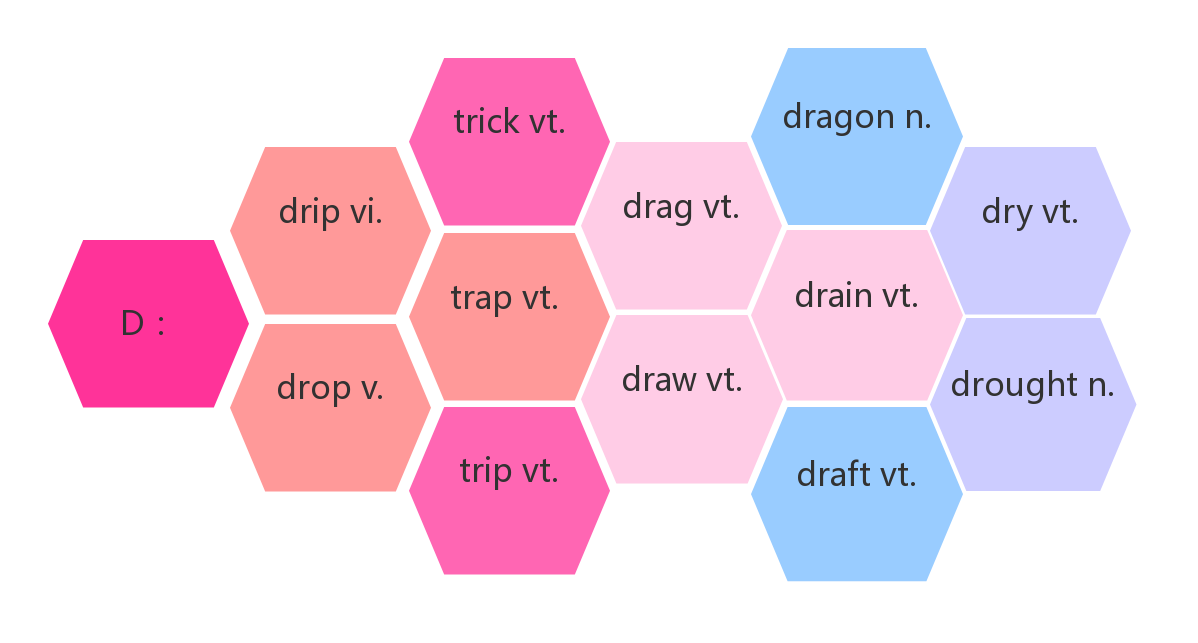 D :
drip vi.
drop v.
trick vt.
trap vt.
trip vt.
drag vt.
draw vt.
dragon n.
drain vt.
draft vt.
dry vt.
drought n.